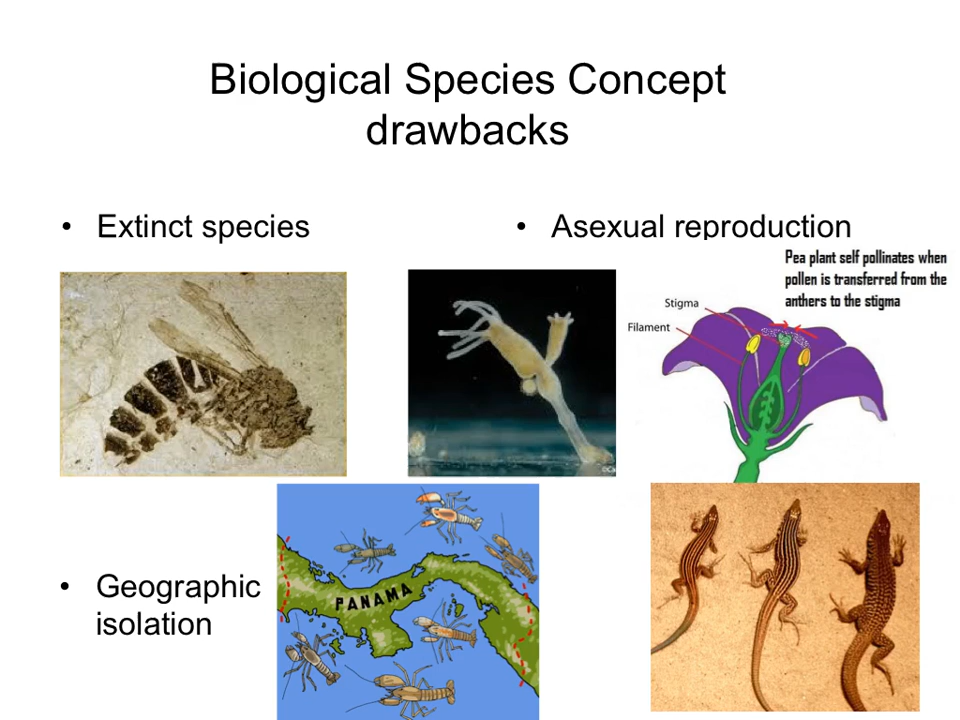 Biological Species Concept
drawbacks
• Extinct species
• Asexual reproduction
Pea plant self pollinates when
pollen is transferred from the
anthers to the stigma
Stigma
Filament
©Ca
• Geographic
isolation
PANAMA